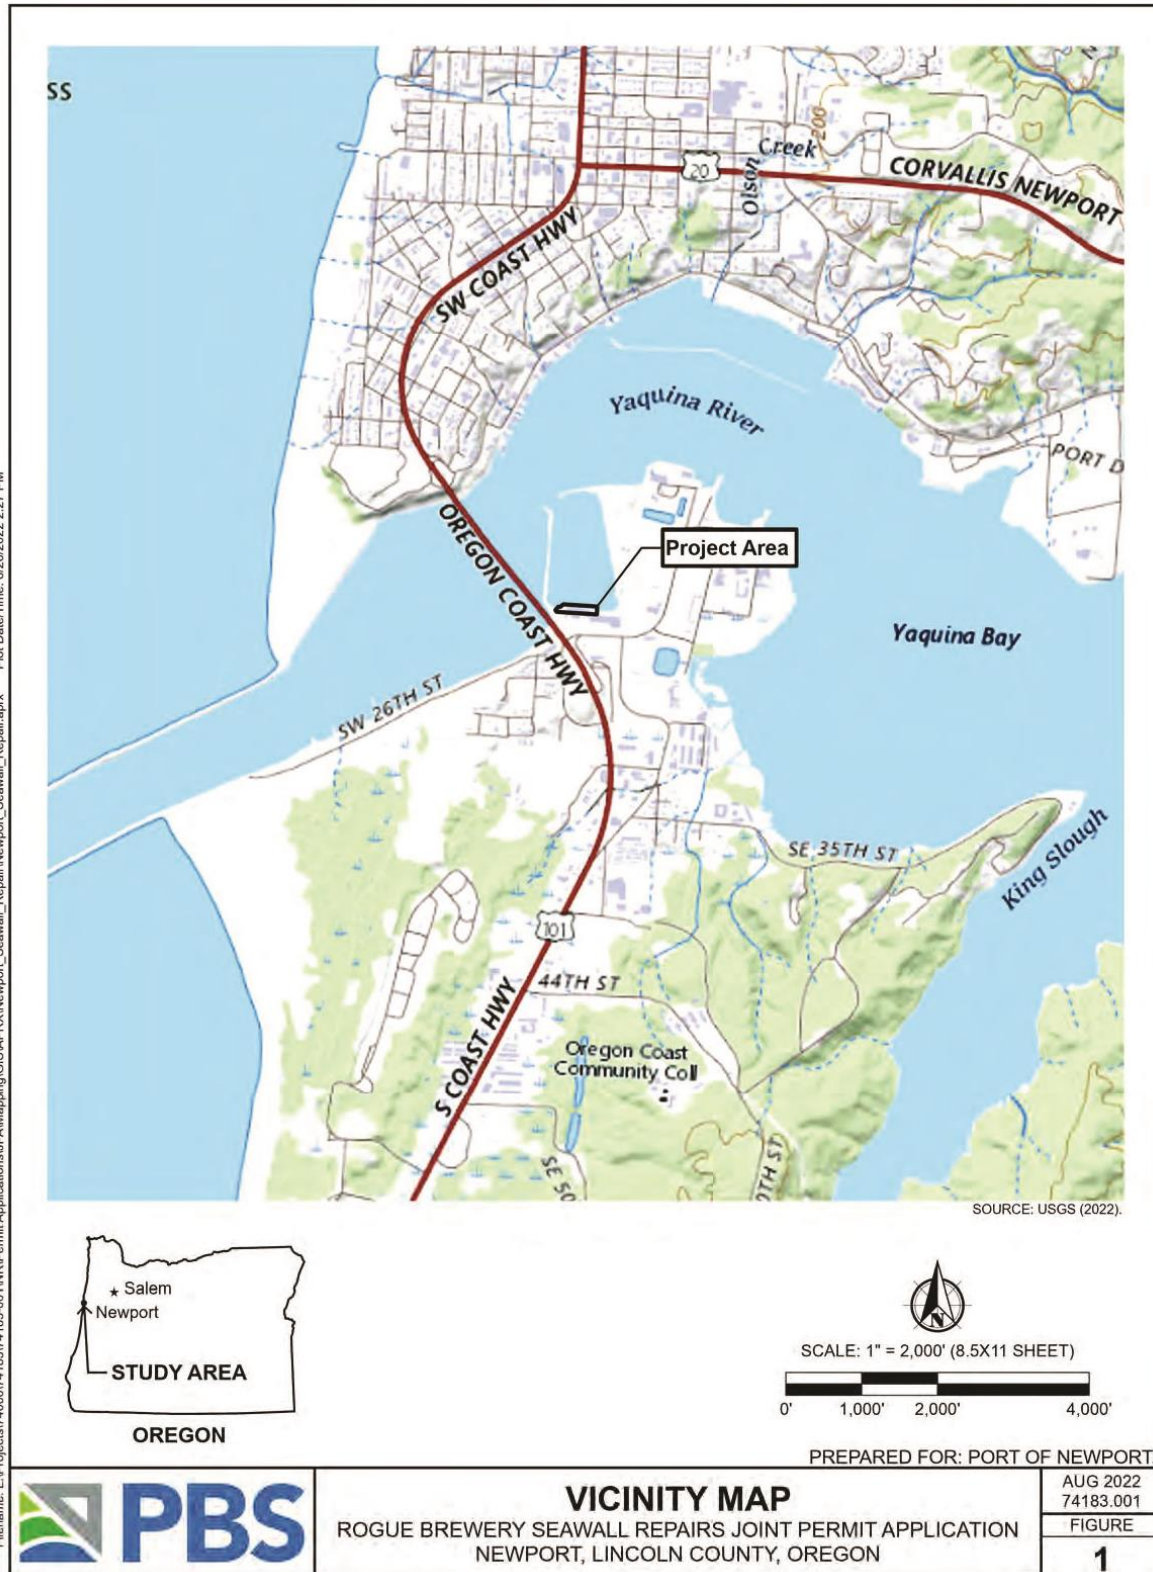 SS
200
Olson Creek
20
CORVALLIS NEWPORT
SW COAST HWY
Yaquina River
PORT D
OREGON COAST HWY
Project Area
Yaquina Bay
SW 26TH ST
SE 35TH ST
King Slough
101
44TH ST
S COAST HWY
Oregon Coast
Community Coll
SE 50
0TH ST
SOURCE: USGS (2022).
Salem
Newport
STUDY AREA
OREGON
N
SCALE: 1" = 2,000' (8.5X11 SHEET)
0' 1,000' 2,000' 4,000'
PREPARED FOR: PORT OF NEWPORT
PBS
VICINITY MAP
ROGUE BREWERY SEAWALL REPAIRS JOINT PERMIT APPLICATION
NEWPORT, LINCOLN COUNTY, OREGON
AUG 2022
74183.001
FIGURE
1